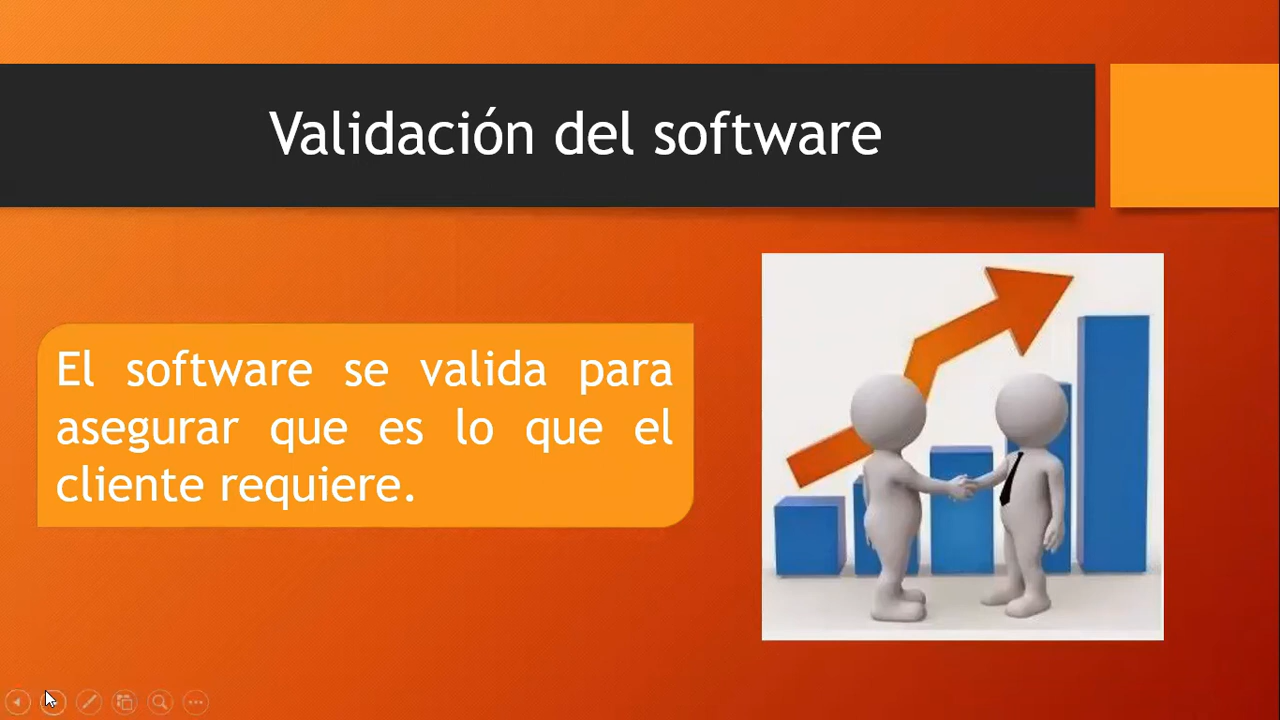 Validación del software
El software se valida para
asegurar que es lo que el
cliente requiere.